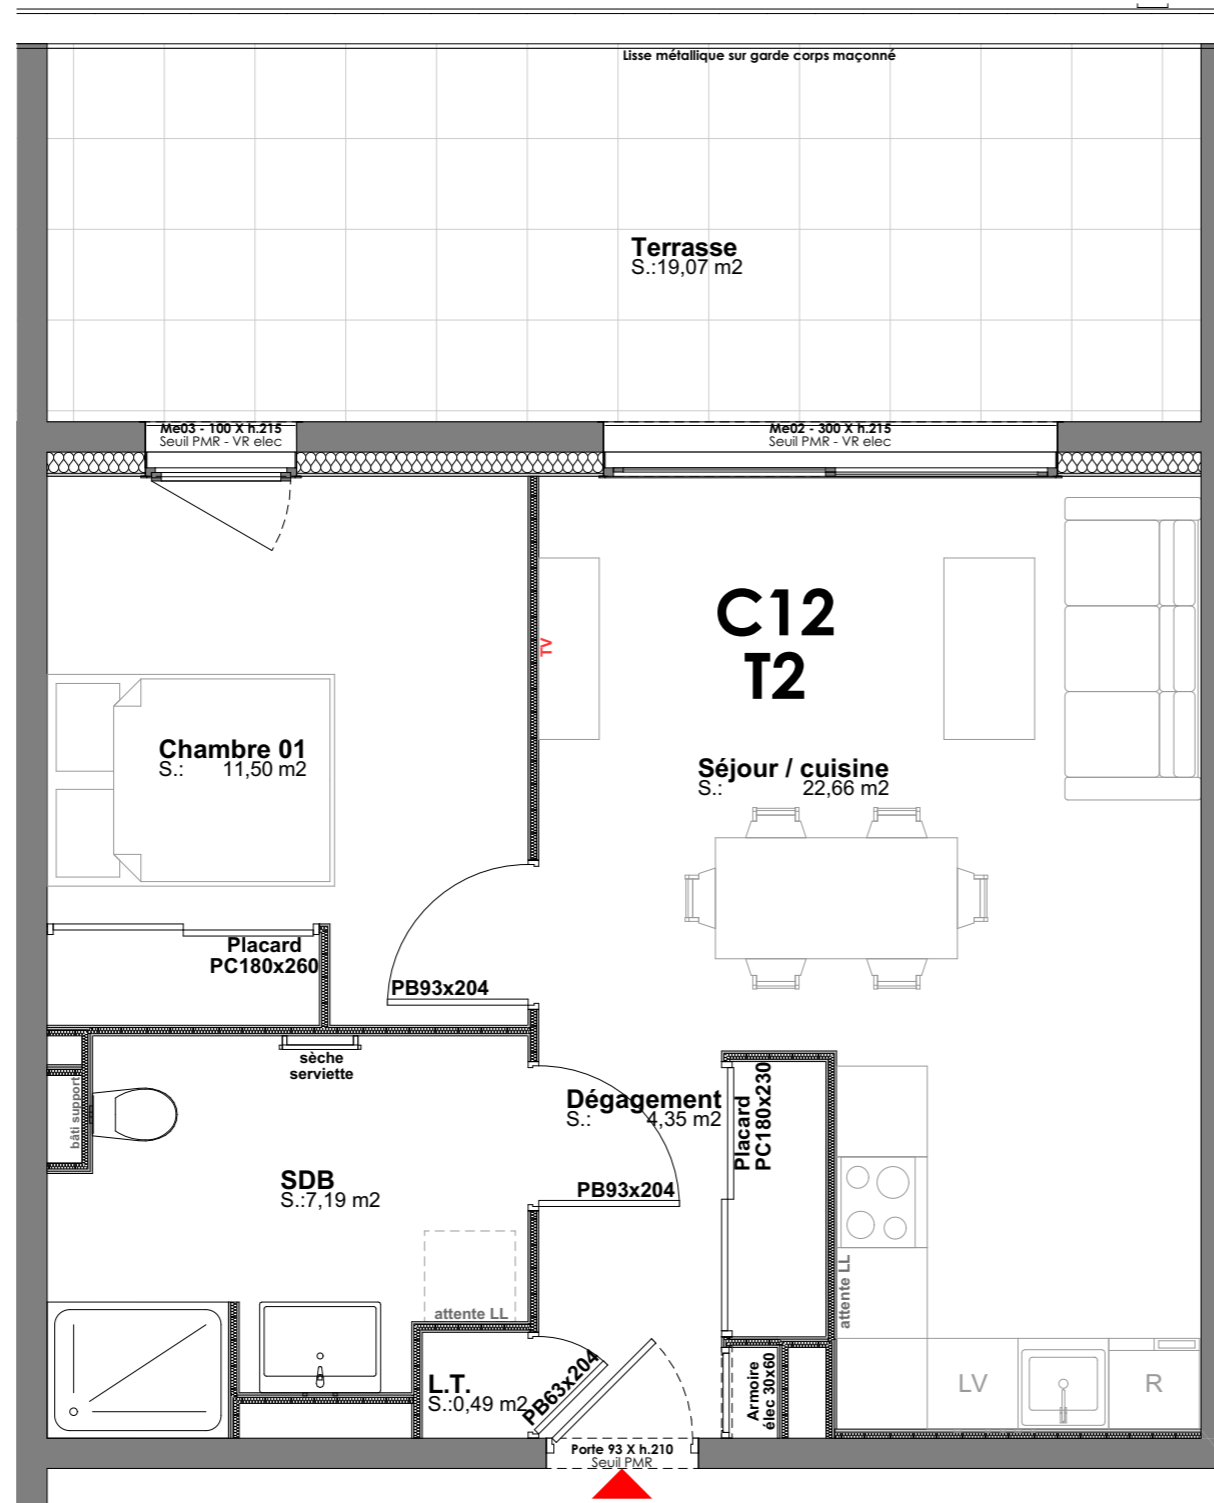 Lisse métallique sur garde corps maçonné
Terrasse
S.:19,07 m2
Me03 - 100 X h.215
Seuil PMR - VR elec
Me02 - 300 X h.215
Seuil PMR - VR elec
C12
T2
TV
Chambre 01
S.: 11,50 m2
Séjour / cuisine
S.: 22,66 m2
Placard
PC180x260
PB93x204
sèche
serviette
bâti support
Dégagement
S.: 4,35 m2
Placard
PC180x230
SDB
S.:7,19 m2
PB93x204
attente LL
attente LL
L.T.
S.:0,49 m2
PB63x204
Armoire
élec 30x60
LV
R
Porte 93 X h.210
Seuil PMR